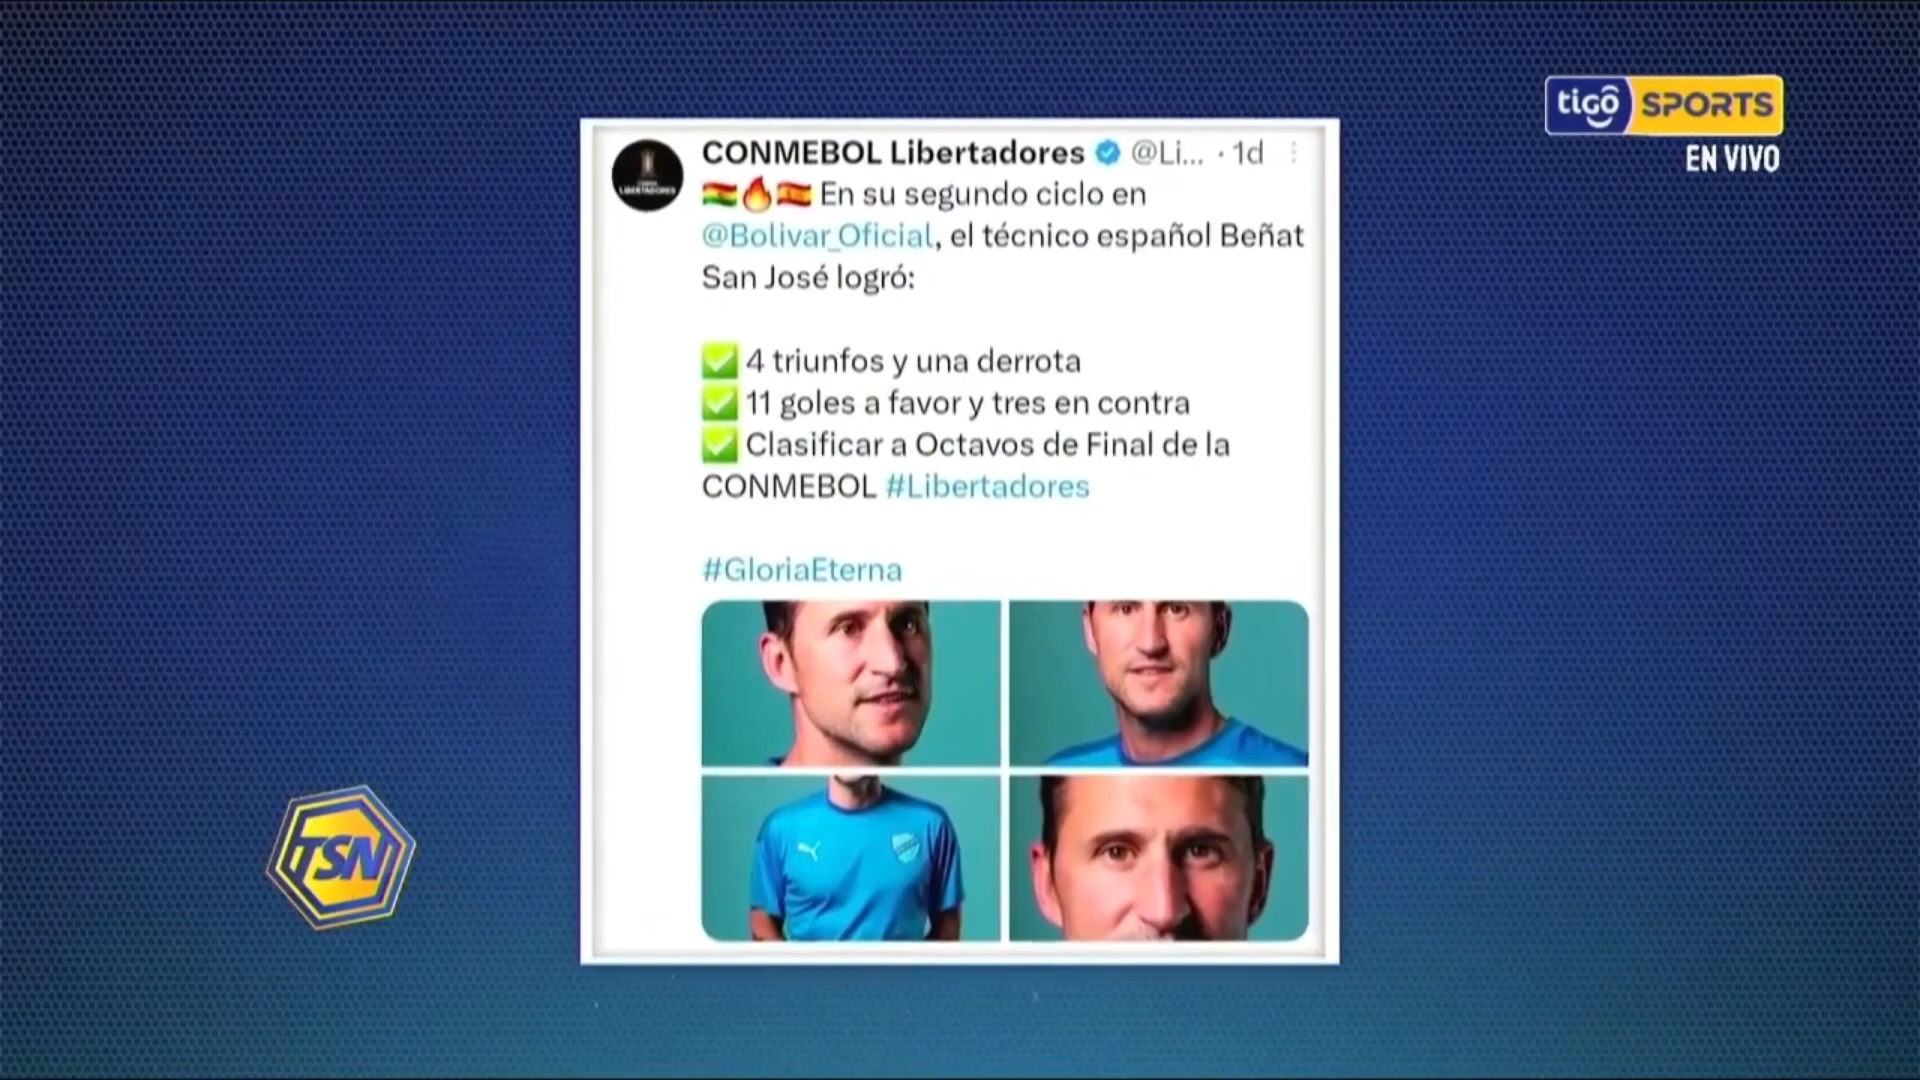 tigo SPORTS
EN VIVO
CONMEBOL Libertadores @Li... · 1d
En su segundo ciclo en
@Bolivar_Oficial, el técnico español Beñat
San José logró:
4 triunfos y una derrota
11 goles a favor y tres en contra
Clasificar a Octavos de Final de la
CONMEBOL #Libertadores
#GloriaEterna
TSN